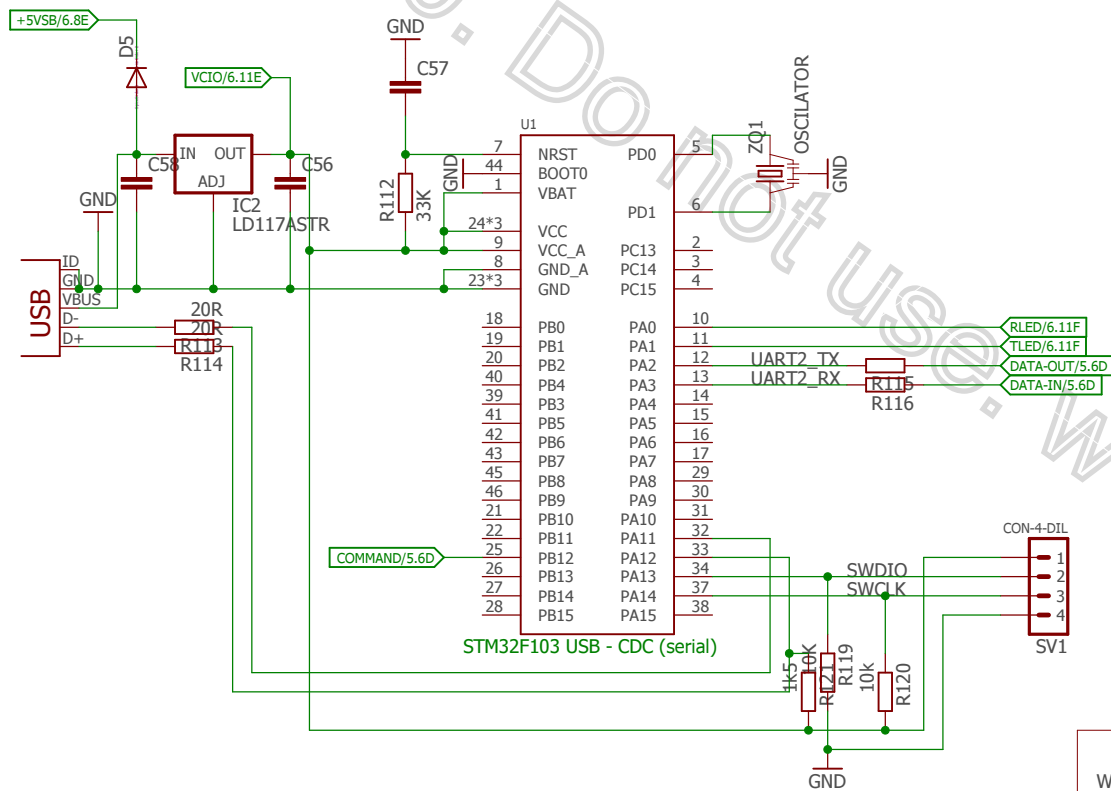 +5VSB/6.8E
D5
VCIO/6.11E
IN
OUT
ADJ
C58
C56
IC2
LD117ASTR
GND
USB
ID
GND
VBUS
D-
D+
20R
20R
R113
R114
GND
C57
R112
33K
GND
U1
7
44
1
24*3
9
8
23*3
18
19
20
40
39
41
42
43
45
46
21
22
25
26
27
28
NRST
BOOT0
VBAT
VCC
VCC_A
GND_A
GND
PB0
PB1
PB2
PB4
PB3
PB5
PB6
PB7
PB8
PB9
PB10
PB11
PB12
PB13
PB14
PB15
PD0
PD1
PC13
PC14
PC15
PA0
PA1
PA2
PA3
PA4
PA5
PA6
PA7
PA8
PA9
PA10
PA11
PA12
PA13
PA14
PA15
5
6
2
3
4
10
11
12
13
14
15
16
17
29
30
31
32
33
34
37
38
STM32F103 USB - CDC (serial)
COMMAND/5.6D
ZQ1
OSCILATOR
GND
UART2_TX
UART2_RX
R115
R116
RLED/6.11F
TLED/6.11F
DATA-OUT/5.6D
DATA-IN/5.6D
CON-4-DIL
1
2
3
4
SV1
SWDIO
SWCLK
1k5
R121
10K
R119
10k
R120
GND
Do not use. w
W